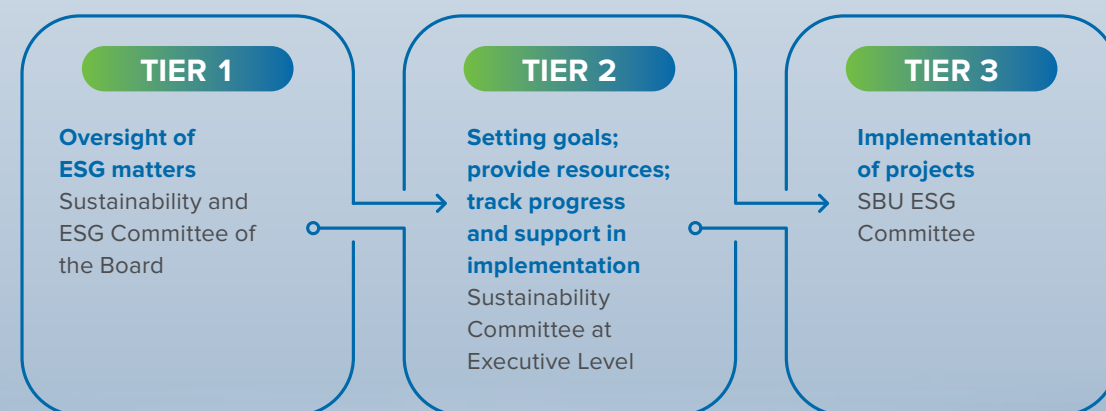 TIER 1
Oversight of
ESG matters
Sustainability and
ESG Committee of
the Board
TIER 2
Setting goals;
provide resources;
track progress
and support in
implementation
Sustainability
Committee at
Executive Level
TIER 3
Implementation
of projects
SBU ESG
Committee